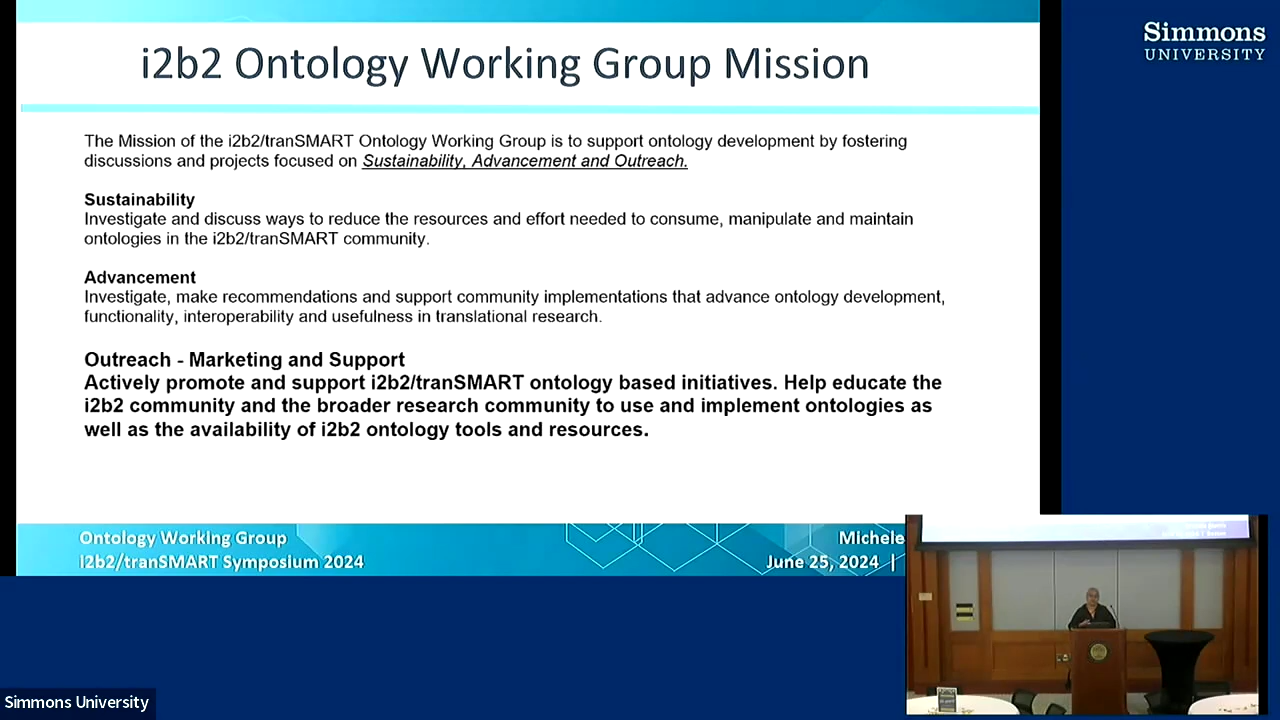 i2b2 Ontology Working Group Mission
Simmons
UNIVERSITY
The Mission of the i2b2/tranSMART Ontology Working Group is to support ontology development by fostering
discussions and projects focused on Sustainability, Advancement and Outreach.
Sustainability
Investigate and discuss ways to reduce the resources and effort needed to consume, manipulate and maintain
ontologies in the i2b2/tranSMART community.
Advancement
Investigate, make recommendations and support community implementations that advance ontology development,
functionality, interoperability and usefulness in translational research.
Outreach - Marketing and Support
Actively promote and support i2b2/tranSMART ontology based initiatives. Help educate the
i2b2 community and the broader research community to use and implement ontologies as
well as the availability of i2b2 ontology tools and resources.
Ontology Working Group
i2b2/transSMART Symposium 2024
Michele
June 25, 2024 |
Simmons University